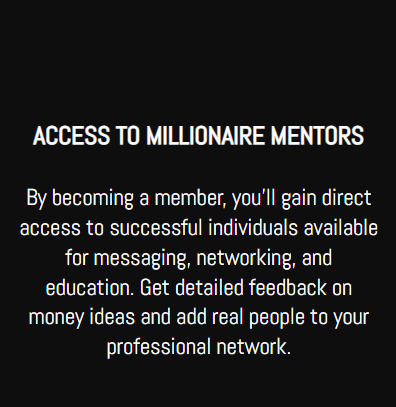 ACCESS TO MILLIONAIRE MENTORS
By becoming a member, you'll gain direct
access to successful individuals available
for messaging, networking, and
education. Get detailed feedback on
money ideas and add real people to your
professional network.